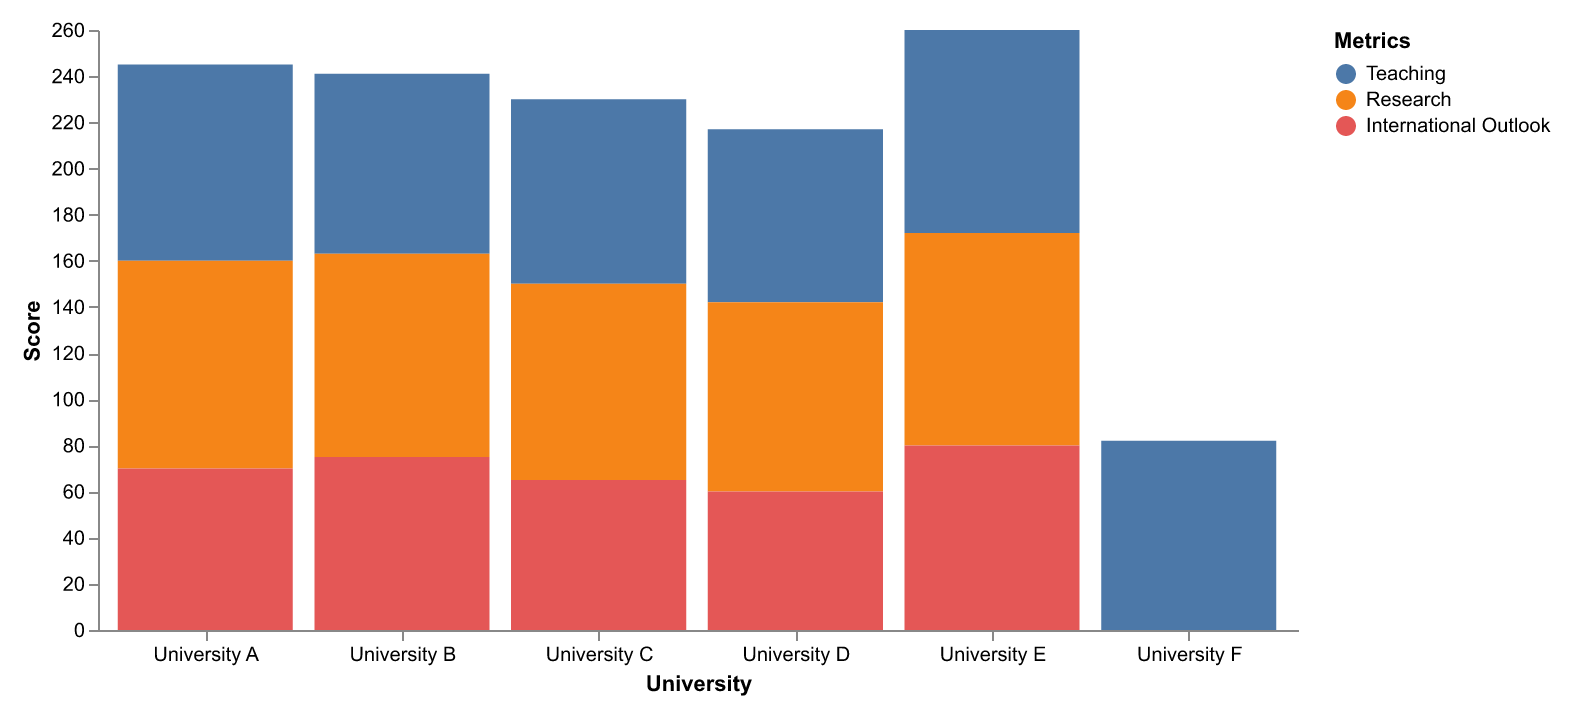 260
240
220
200
180
160
140
120
100
80
60
40
20
0
Score
University A
University B
University C
University D
University E
University F
University
Metrics
Teaching
Research
International Outlook